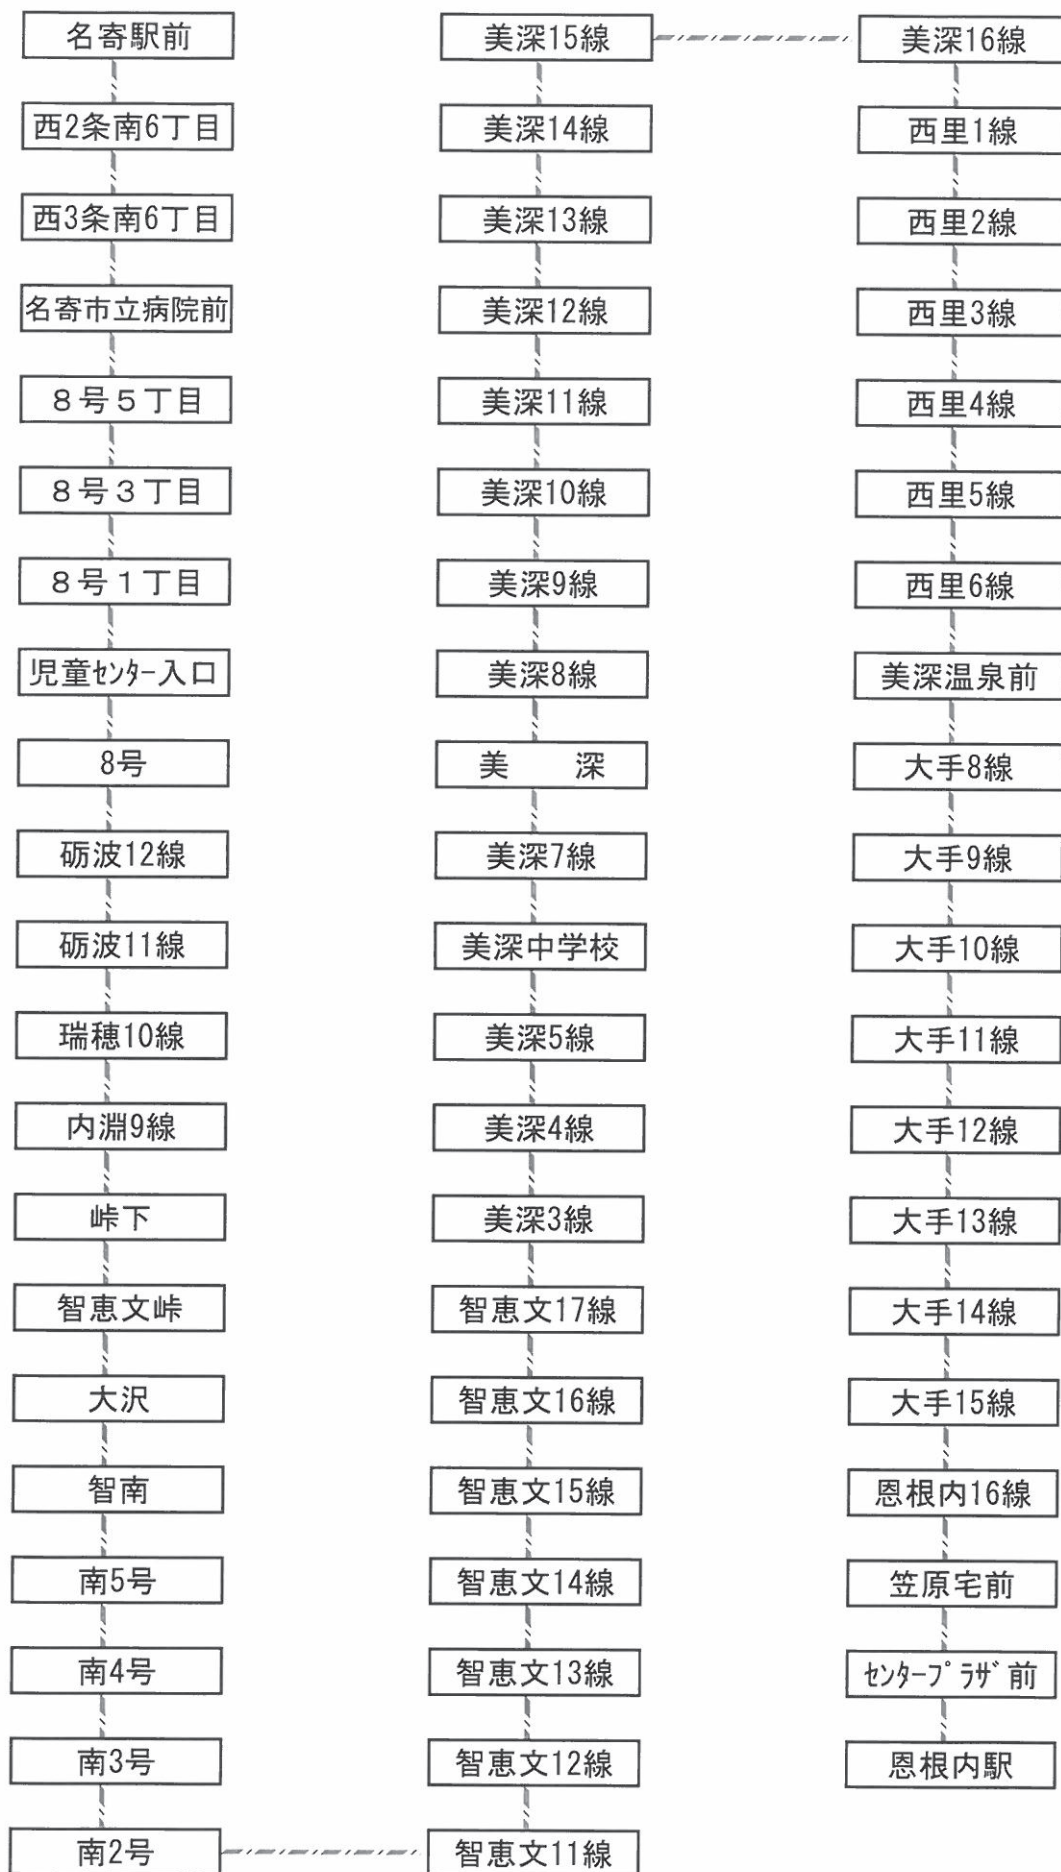 名寄駅前
西2条南6丁目
西3条南6丁目
名寄市立病院前
８号５丁目
８号３丁目
８号１丁目
児童ｾﾝﾀｰ入口
8号
砺波12線
砺波11線
瑞穂10線
内淵9線
峠下
智恵文峠
大沢
智南
南5号
南4号
南3号
南2号
美深15線
美深14線
美深13線
美深12線
美深11線
美深10線
美深9線
美深8線
美　深
美深7線
美深中学校
美深5線
美深4線
美深3線
智恵文17線
智恵文16線
智恵文15線
智恵文14線
智恵文13線
智恵文12線
智恵文11線
美深16線
西里1線
西里2線
西里3線
西里4線
西里5線
西里6線
美深温泉前
大手8線
大手9線
大手10線
大手11線
大手12線
大手13線
大手14線
大手15線
恩根内16線
笠原宅前
ｾﾝﾀｰﾌﾟﾗｻﾞ前
恩根内駅